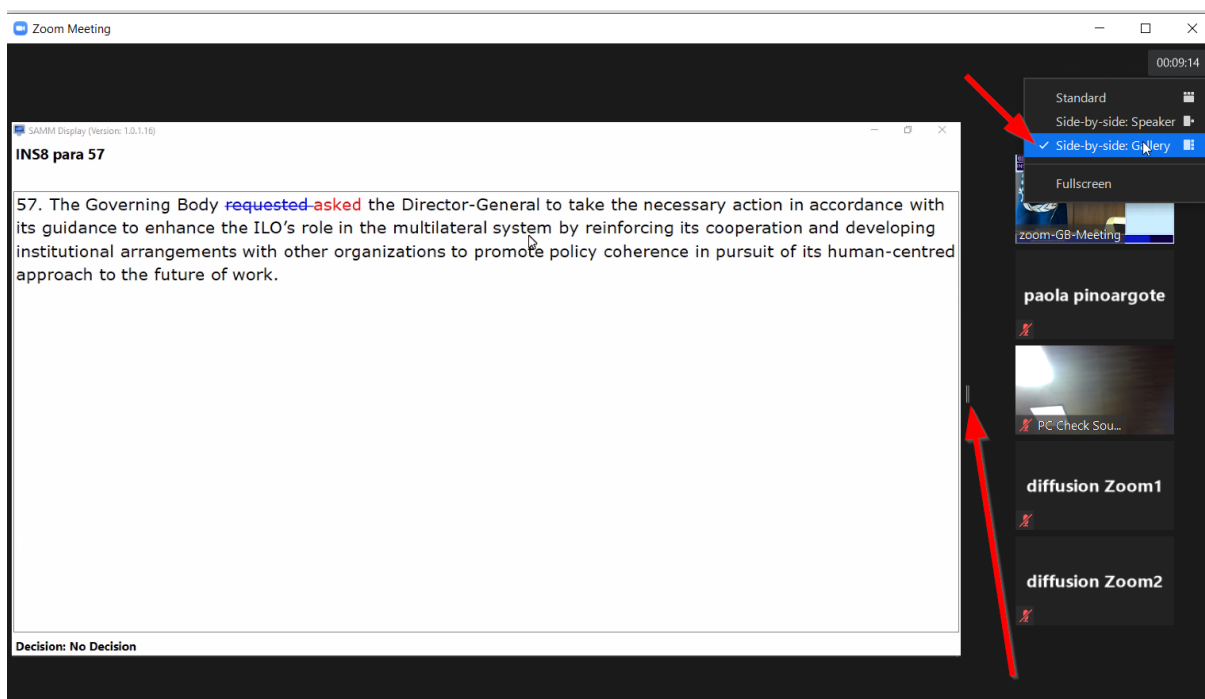 Zoom Meeting
00:09:14
Standard
Side-by-side: Speaker
Side-by-side: Gallery
Fullscreen
SAMM Display (Version: 1.0.1.16)
INS8 para 57
57. The Governing Body requested asked the Director-General to take the necessary action in accordance with
its guidance to enhance the ILO’s role in the multilateral system by reinforcing its cooperation and developing
institutional arrangements with other organizations to promote policy coherence in pursuit of its human-centred
approach to the future of work.
Decision: No Decision
zoom-GB-Meeting
paola pinoargote
PC Check Sou...
diffusion Zoom1
diffusion Zoom2